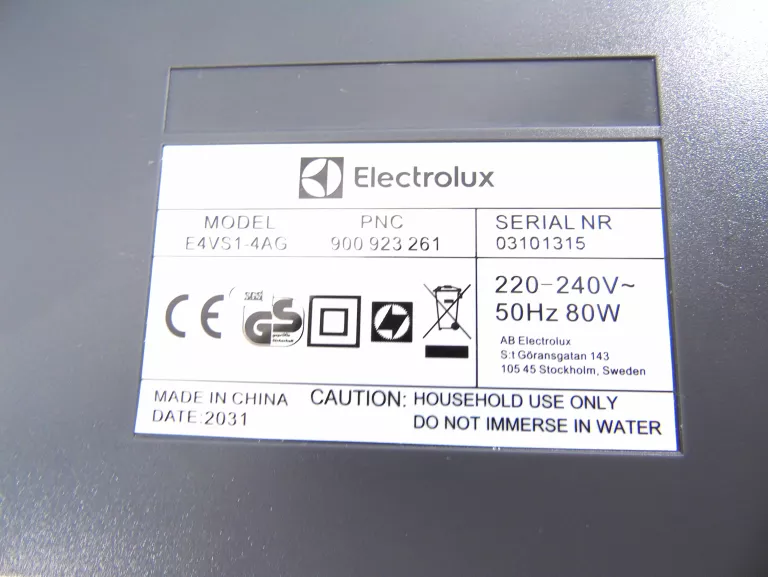 Electrolux
MODEL
E4VS1-4AG
PNC
900 923 261
SERIAL NR
03101315
CE
SGS
GS
220-240V~
50Hz 80W
AB Electrolux
S:t Göransgatan 143
105 45 Stockholm, Sweden
MADE IN CHINA
DATE:2031
CAUTION: HOUSEHOLD USE ONLY
DO NOT IMMERSE IN WATER